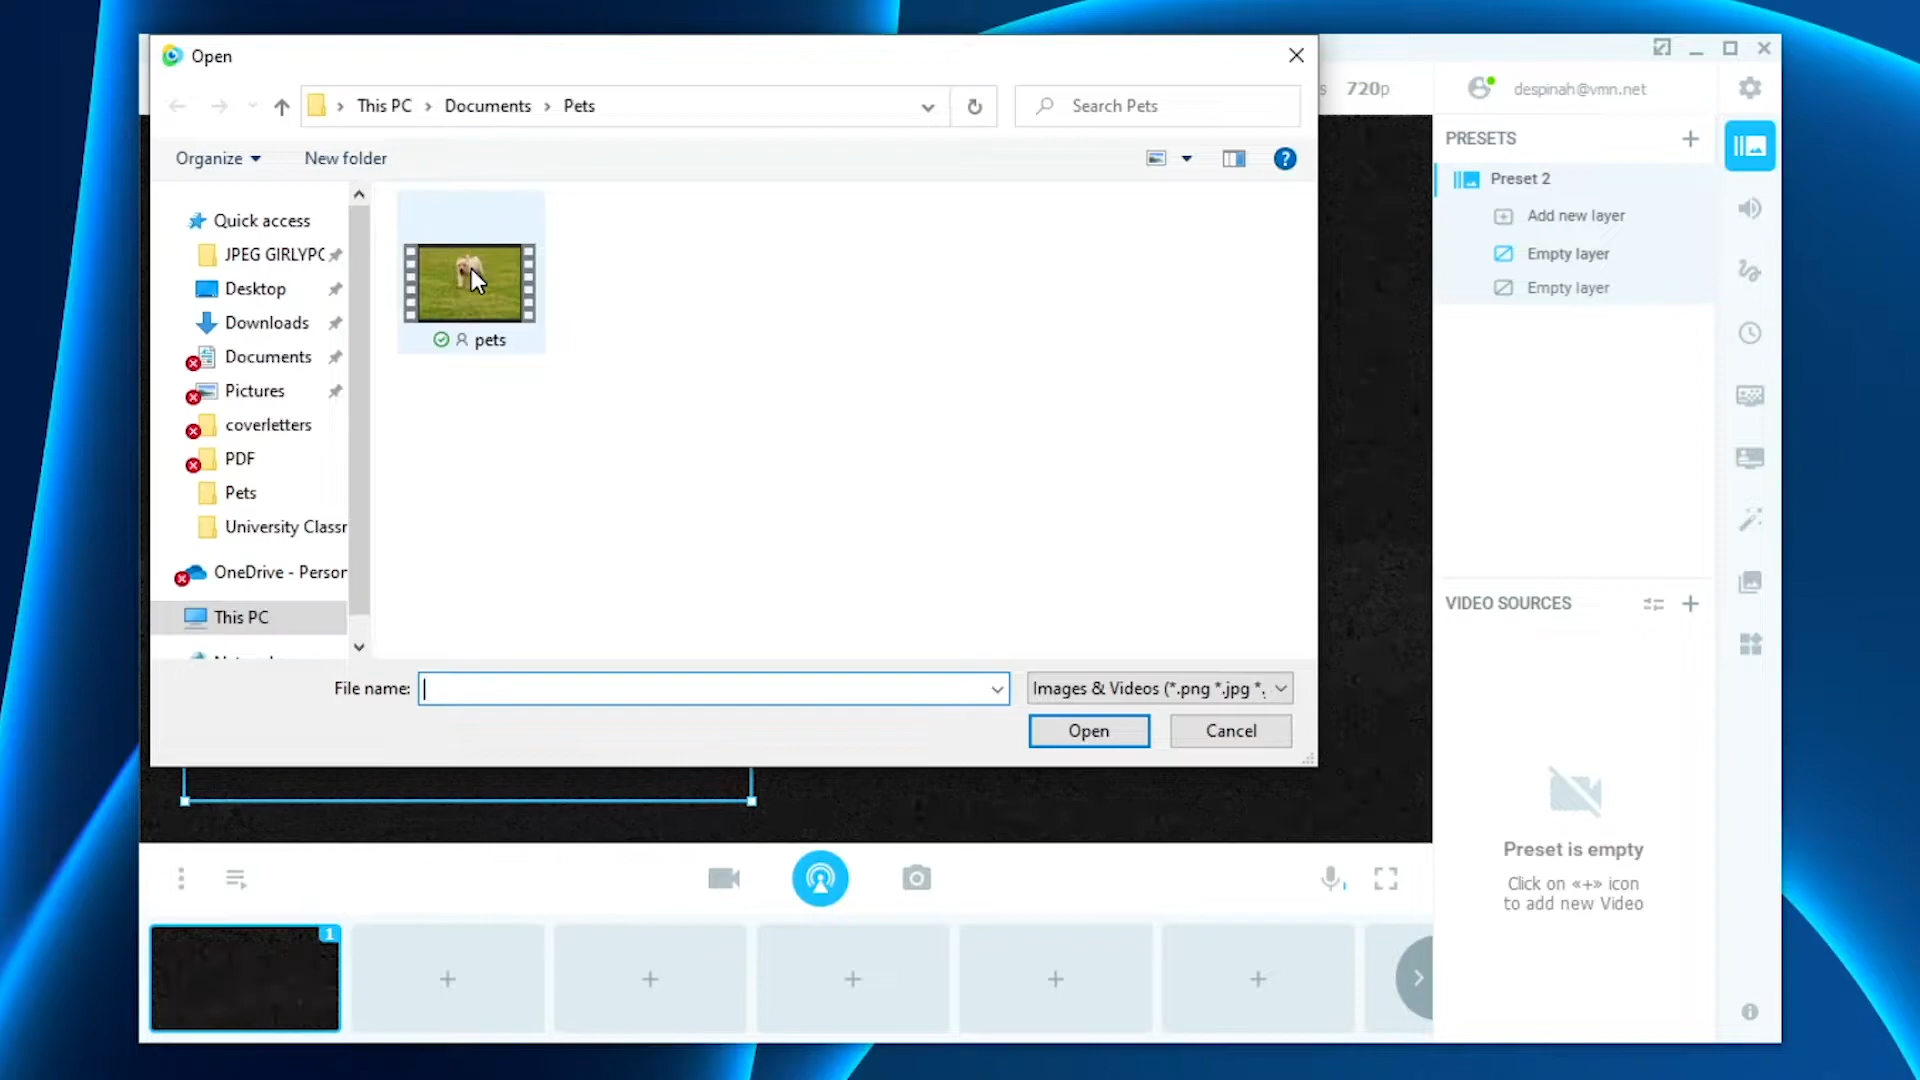 Open
This PC
Documents
Pets
Search Pets
Organize
New folder
Quick access
JPEG GIRLYPC
Desktop
Downloads
Documents
Pictures
coverletters
PDF
Pets
University Classr
OneDrive - Person
This PC
pets
File name:
Images & Videos (*.png *.jpg *.
Open
Cancel
s 720p
despinah@vmn.net
PRESETS
Preset 2
Add new layer
Empty layer
Empty layer
VIDEO SOURCES
Preset is empty
Click on «+» icon
to add new Video
1